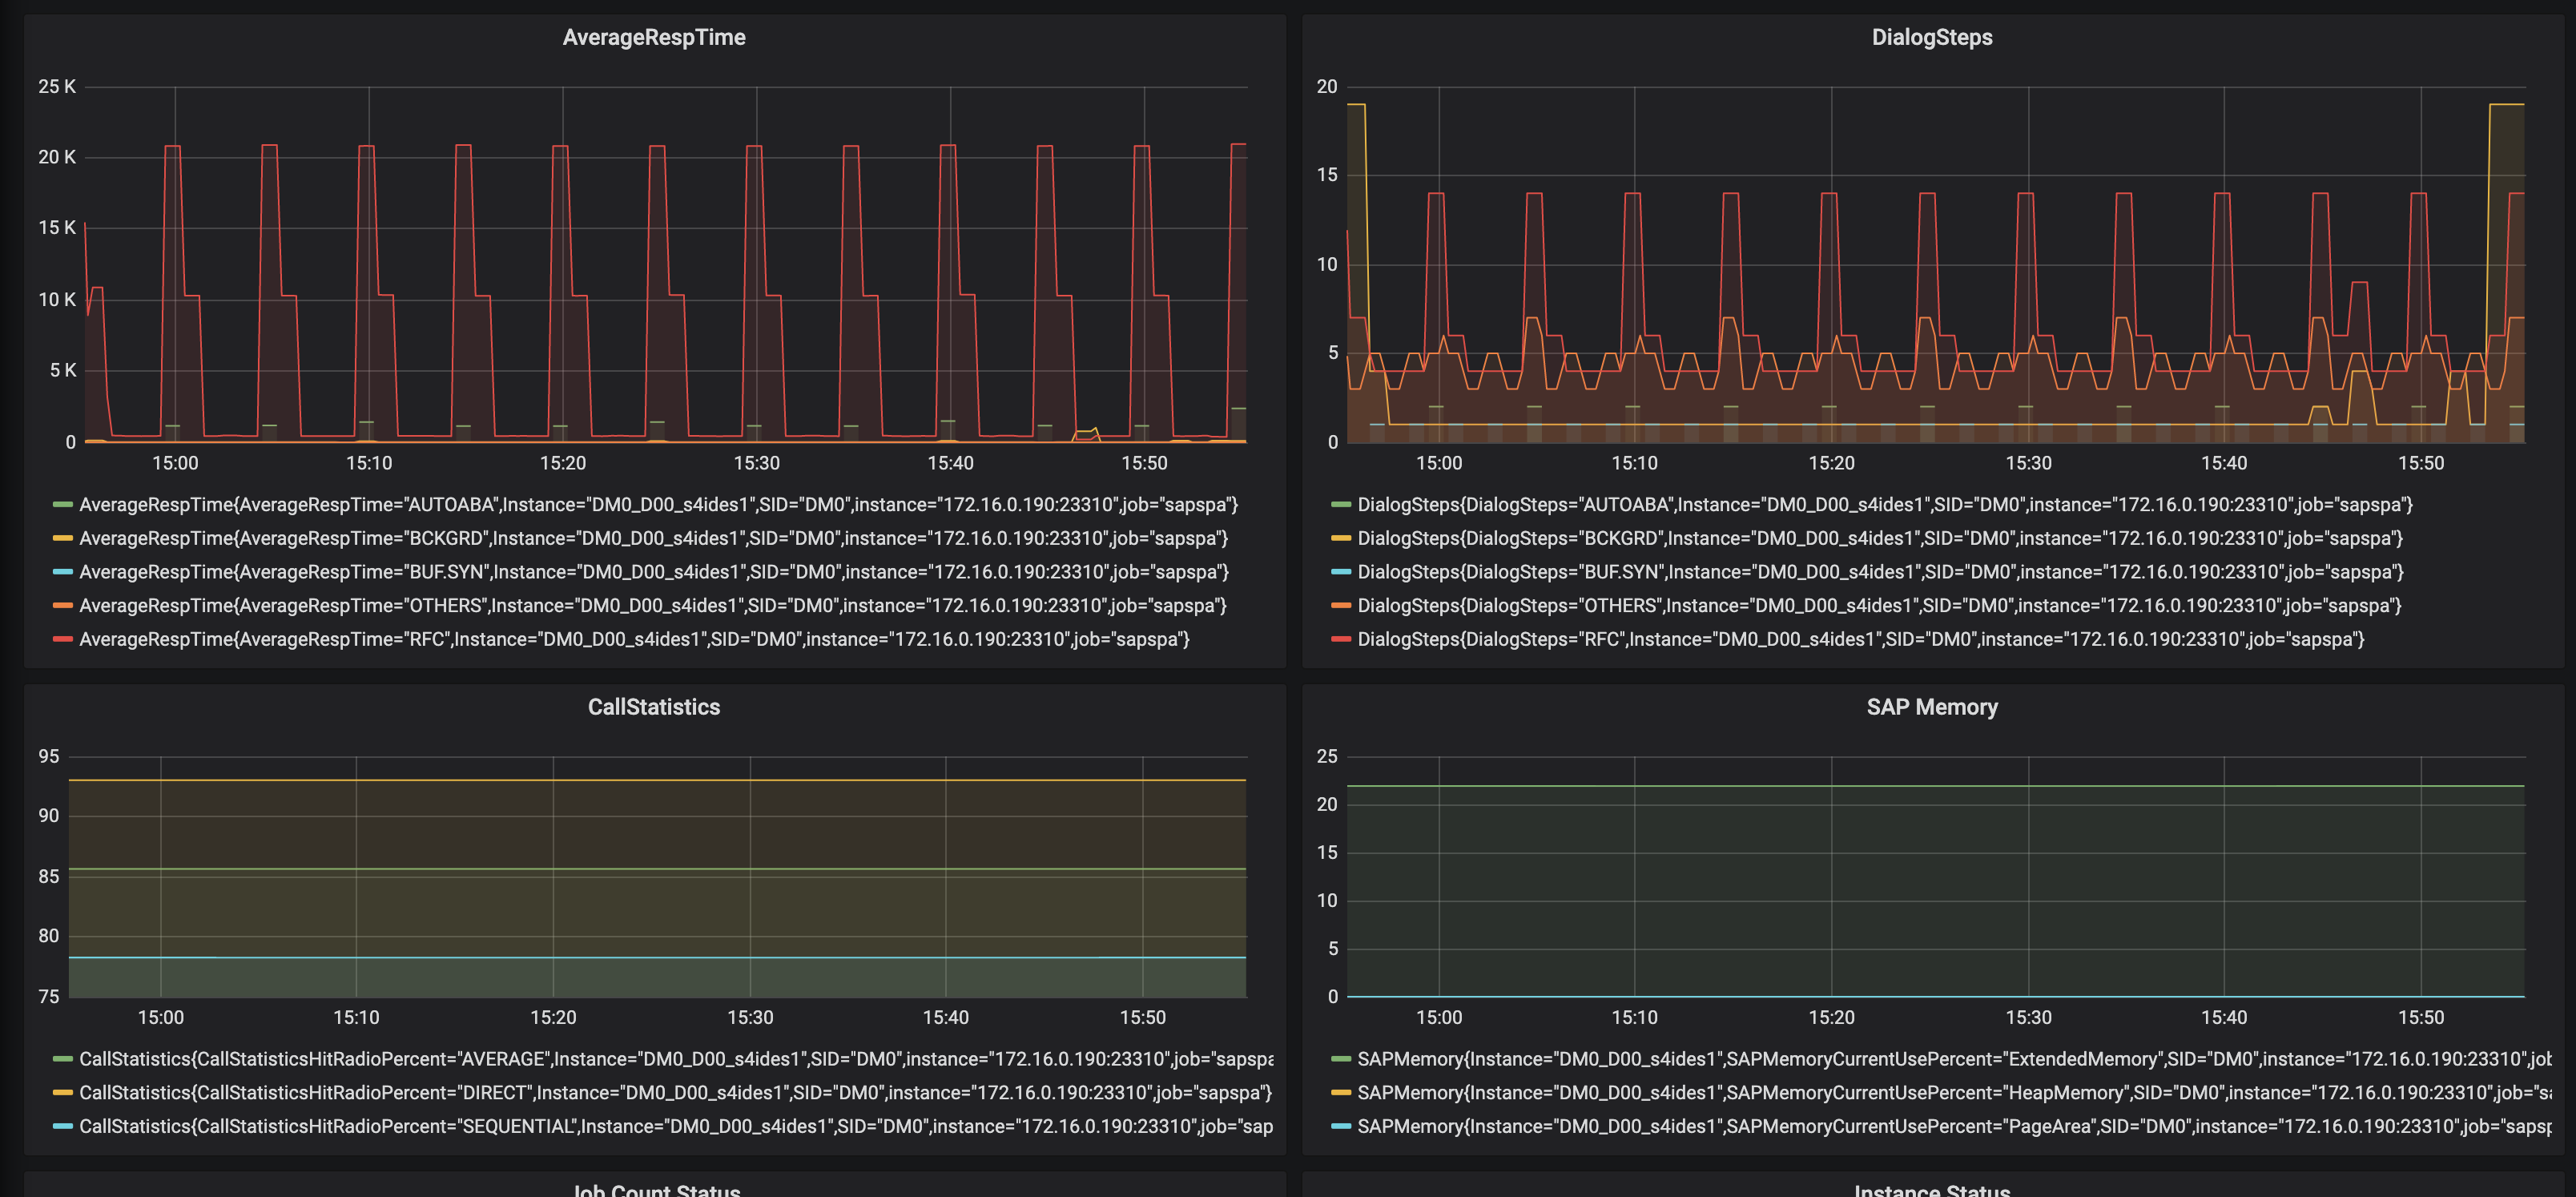 AverageRespTime
25 K
20 K
15 K
10 K
5 K
0
15:00 15:10 15:20 15:30 15:40 15:50
AverageRespTime{AverageRespTime="AUTOABA",Instance="DM0_D00_s4ides1",SID="DM0",instance="172.16.0.190:23310",job="sapspa"}
AverageRespTime{AverageRespTime="BCKGRD",Instance="DM0_D00_s4ides1",SID="DM0",instance="172.16.0.190:23310",job="sapspa"}
AverageRespTime{AverageRespTime="BUF.SYN",Instance="DM0_D00_s4ides1",SID="DM0",instance="172.16.0.190:23310",job="sapspa"}
AverageRespTime{AverageRespTime="OTHERS",Instance="DM0_D00_s4ides1",SID="DM0",instance="172.16.0.190:23310",job="sapspa"}
AverageRespTime{AverageRespTime="RFC",Instance="DM0_D00_s4ides1",SID="DM0",instance="172.16.0.190:23310",job="sapspa"}
DialogSteps
20
15
10
5
0
15:00 15:10 15:20 15:30 15:40 15:50
DialogSteps{DialogSteps="AUTOABA",Instance="DM0_D00_s4ides1",SID="DM0",instance="172.16.0.190:23310",job="sapspa"}
DialogSteps{DialogSteps="BCKGRD",Instance="DM0_D00_s4ides1",SID="DM0",instance="172.16.0.190:23310",job="sapspa"}
DialogSteps{DialogSteps="BUF.SYN",Instance="DM0_D00_s4ides1",SID="DM0",instance="172.16.0.190:23310",job="sapspa"}
DialogSteps{DialogSteps="OTHERS",Instance="DM0_D00_s4ides1",SID="DM0",instance="172.16.0.190:23310",job="sapspa"}
DialogSteps{DialogSteps="RFC",Instance="DM0_D00_s4ides1",SID="DM0",instance="172.16.0.190:23310",job="sapspa"}
CallStatistics
95
90
85
80
75
15:00 15:10 15:20 15:30 15:40 15:50
CallStatistics{CallStatisticsHitRadioPercent="AVERAGE",Instance="DM0_D00_s4ides1",SID="DM0",instance="172.16.0.190:23310",job="sapspa
CallStatistics{CallStatisticsHitRadioPercent="DIRECT",Instance="DM0_D00_s4ides1",SID="DM0",instance="172.16.0.190:23310",job="sapspa"}
CallStatistics{CallStatisticsHitRadioPercent="SEQUENTIAL",Instance="DM0_D00_s4ides1",SID="DM0",instance="172.16.0.190:23310",job="sap
SAP Memory
25
20
15
10
5
0
15:00 15:10 15:20 15:30 15:40 15:50
SAPMemory{Instance="DM0_D00_s4ides1",SAPMemoryCurrentUsePercent="ExtendedMemory",SID="DM0",instance="172.16.0.190:23310",job
SAPMemory{Instance="DM0_D00_s4ides1",SAPMemoryCurrentUsePercent="HeapMemory",SID="DM0",instance="172.16.0.190:23310",job="sa
SAPMemory{Instance="DM0_D00_s4ides1",SAPMemoryCurrentUsePercent="PageArea",SID="DM0",instance="172.16.0.190:23310",job="sapsp
Job Count Status
Instance Status